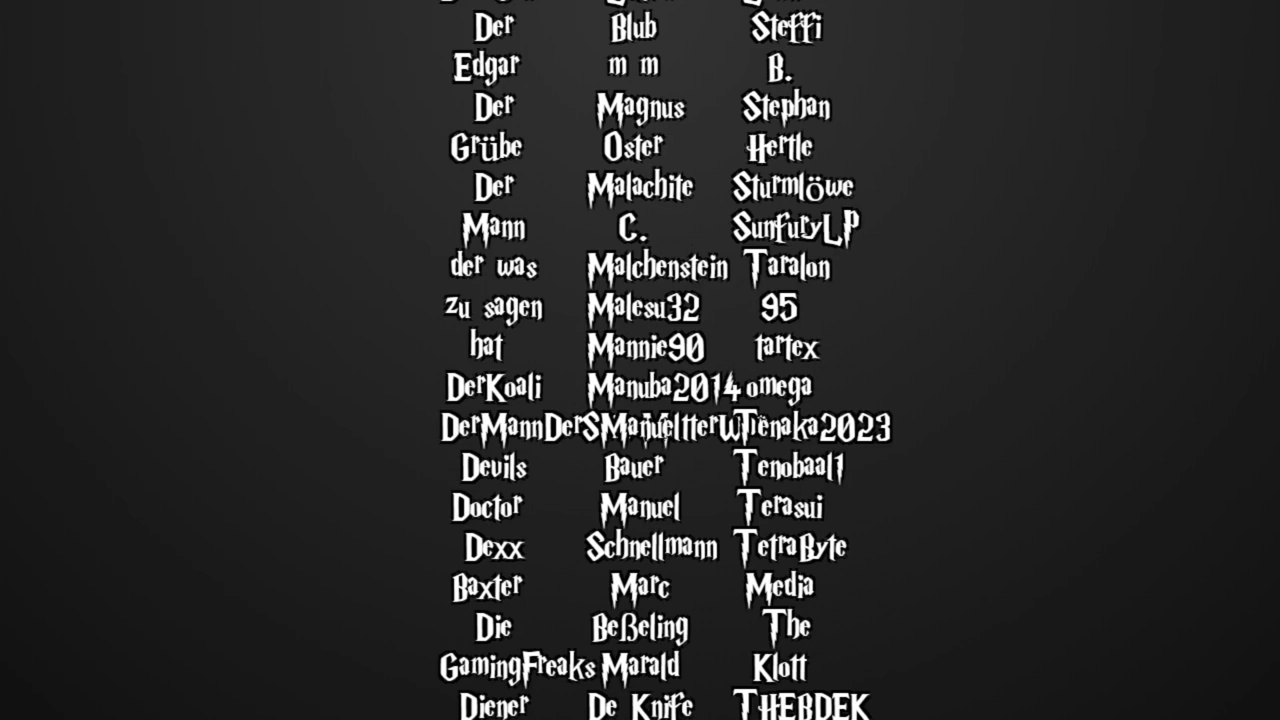 Der Blub Steffi
Edgar m m B.
Der Magnus Stephan
Grübe Oster Hertle
Der Malachite Sturmlöwe
Mann C. SunfuryLP
der was Malchenstein Taralon
zu sagen Malesu32 95
hat Mannie90 tartex
DerKoali Manuba2014 omega
Tenaka2023
Devils Bauer Tenobaal1
Doctor Manuel Terasui
Dexx Schnellmann TetraByte
Baxter Marc Media
Die Beßeling The
GamingFreaks Marald Klott
Diener De Knife THEBDEK